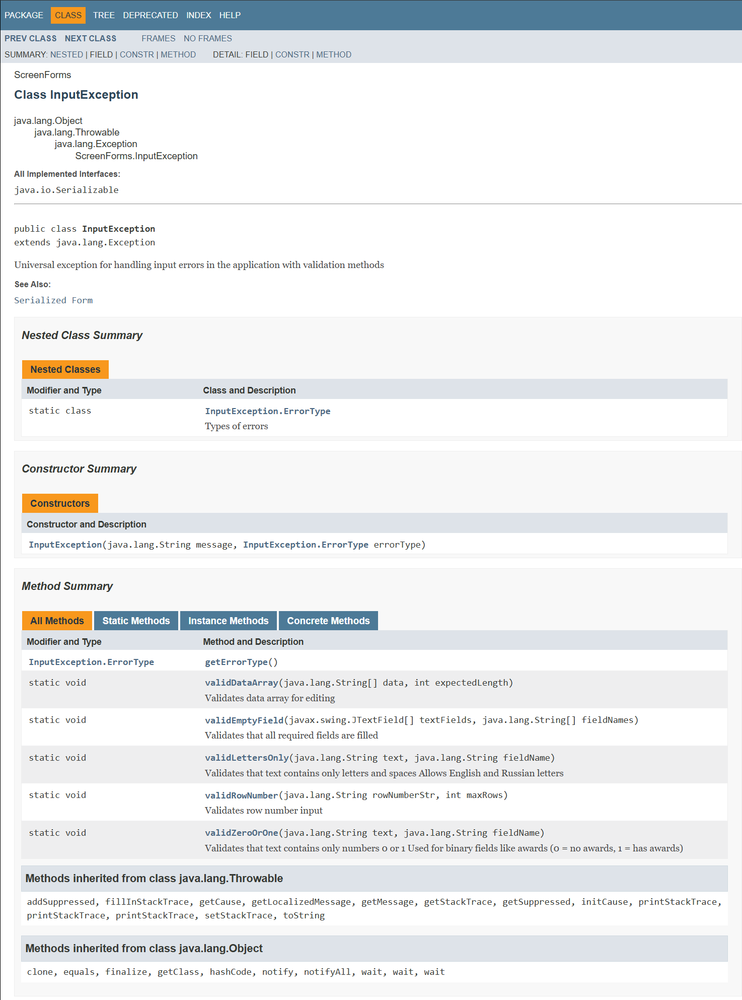 PACKAGE CLASS TREE DEPRECATED INDEX HELP
PREV CLASS NEXT CLASS FRAMES NO FRAMES
SUMMARY: NESTED | FIELD | CONSTR | METHOD DETAIL: FIELD | CONSTR | METHOD
ScreenForms
Class InputException
java.lang.Object
java.lang.Throwable
java.lang.Exception
ScreenForms.InputException
All Implemented Interfaces:
java.io.Serializable
public class InputException
extends java.lang.Exception
Universal exception for handling input errors in the application with validation methods
See Also:
Serialized Form
Nested Class Summary
Nested Classes
Modifier and Type Class and Description
static class InputException.ErrorType
Types of errors
Constructor Summary
Constructors
Constructor and Description
InputException(java.lang.String message, InputException.ErrorType errorType)
Method Summary
All Methods Static Methods Instance Methods Concrete Methods
Modifier and Type Method and Description
InputException.ErrorType getErrorType()
static void validDataArray(java.lang.String[] data, int expectedLength)
Validates data array for editing
static void validEmptyField(javax.swing.JTextField[] textFields, java.lang.String[] fieldNames)
Validates that all required fields are filled
static void validLettersOnly(java.lang.String text, java.lang.String fieldName)
Validates that text contains only letters and spaces Allows English and Russian letters
static void validRowNumber(java.lang.String rowNumberStr, int maxRows)
Validates row number input
static void validZeroOrOne(java.lang.String text, java.lang.String fieldName)
Validates that text contains only numbers 0 or 1 Used for binary fields like awards (0 = no awards, 1 = has awards)
Methods inherited from class java.lang.Throwable
addSuppressed, fillInStackTrace, getCause, getLocalizedMessage, getMessage, getStackTrace, getSuppressed, initCause, printStackTrace,
printStackTrace, printStackTrace, setStackTrace, toString
Methods inherited from class java.lang.Object
clone, equals, finalize, getClass, hashCode, notify, notifyAll, wait, wait, wait